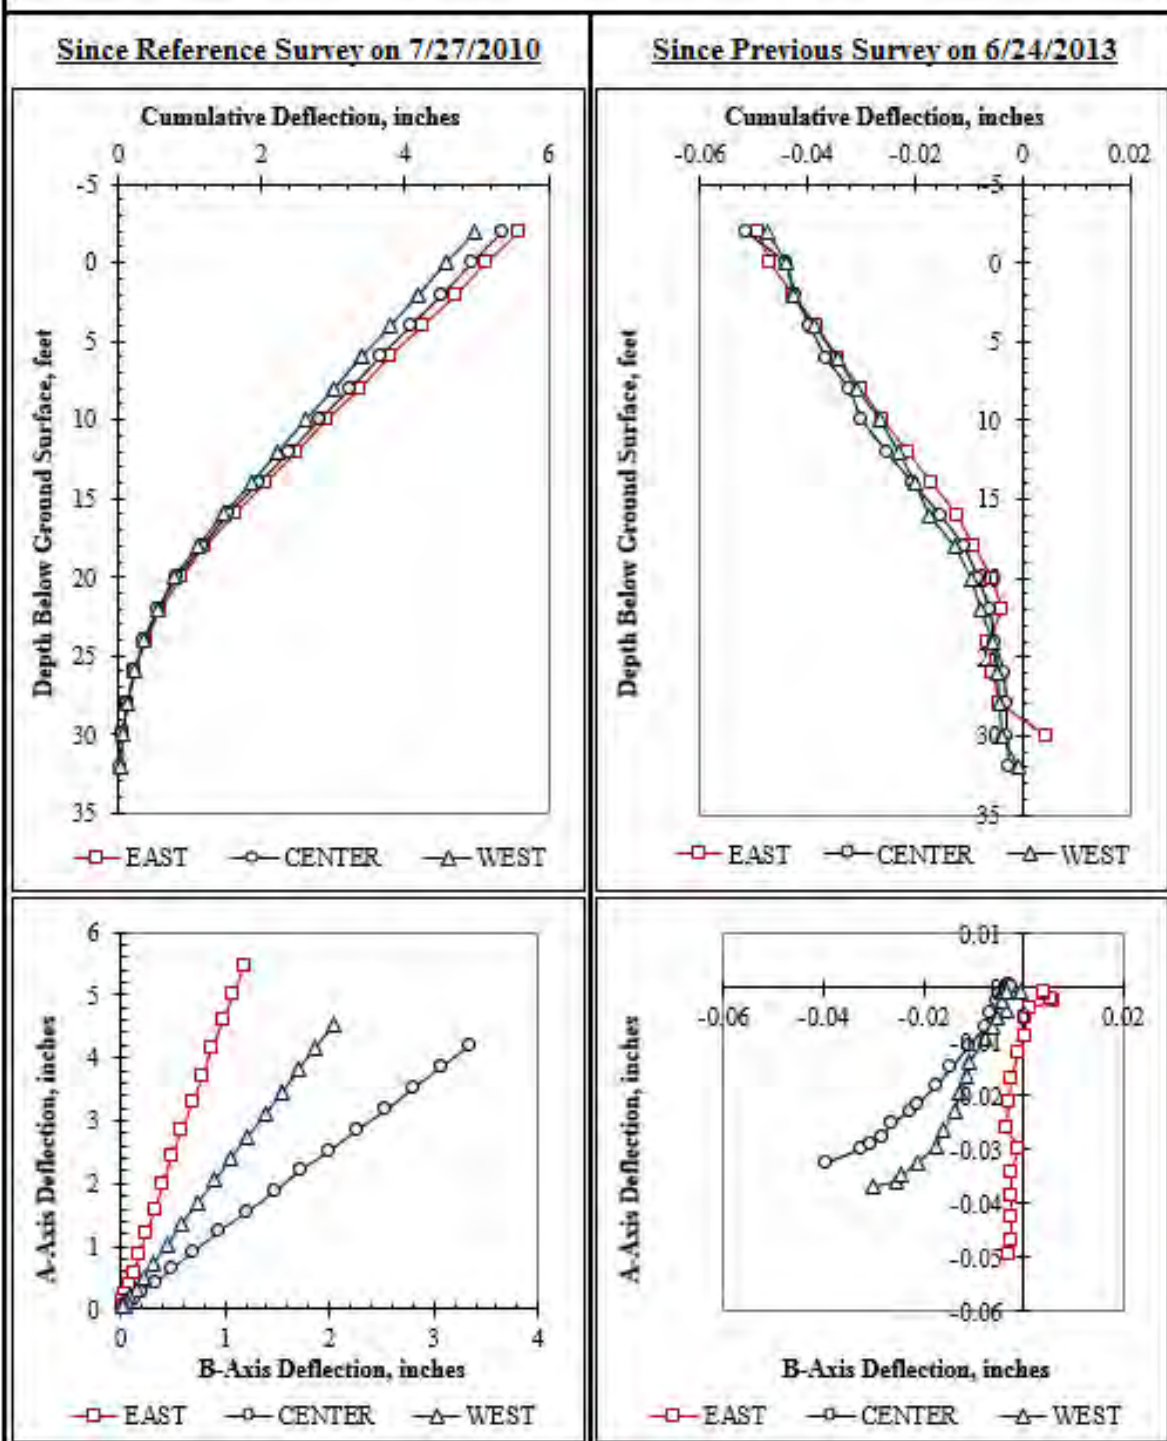 Since Reference Survey on 7/27/2010
Cumulative Deflection, inches
0 2 4 6
-5
0
5
10
15
20
25
30
35
Depth Below Ground Surface, feet
EAST CENTER WEST
Since Previous Survey on 6/24/2013
Cumulative Deflection, inches
-0.06 -0.04 -0.02 0 0.02
-5
0
5
10
15
20
25
30
35
Depth Below Ground Surface, feet
EAST CENTER WEST
6
5
4
3
2
1
0
A-Axis Deflection, inches
0 1 2 3 4
B-Axis Deflection, inches
EAST CENTER WEST
0.01
-0.06 -0.04 -0.02 0 0.02
-0.01
-0.02
-0.03
-0.04
-0.05
-0.06
A-Axis Deflection, inches
B-Axis Deflection, inches
EAST CENTER WEST